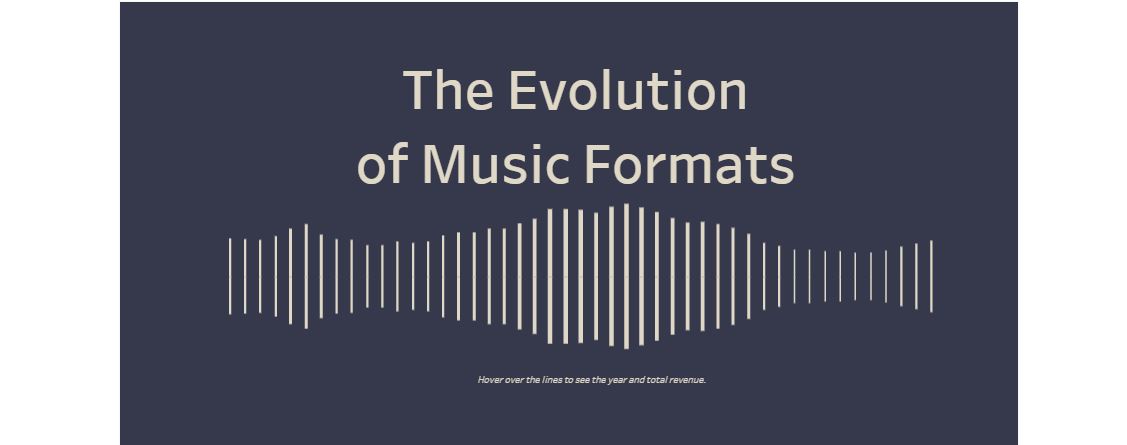 The Evolution
of Music Formats
Hover over the lines to see the year and total revenue.